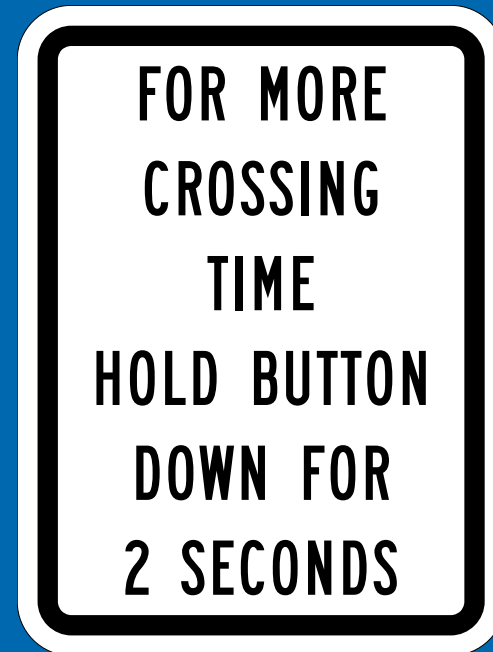 FOR MORE
CROSSING
TIME
HOLD BUTTON
DOWN FOR
2 SECONDS